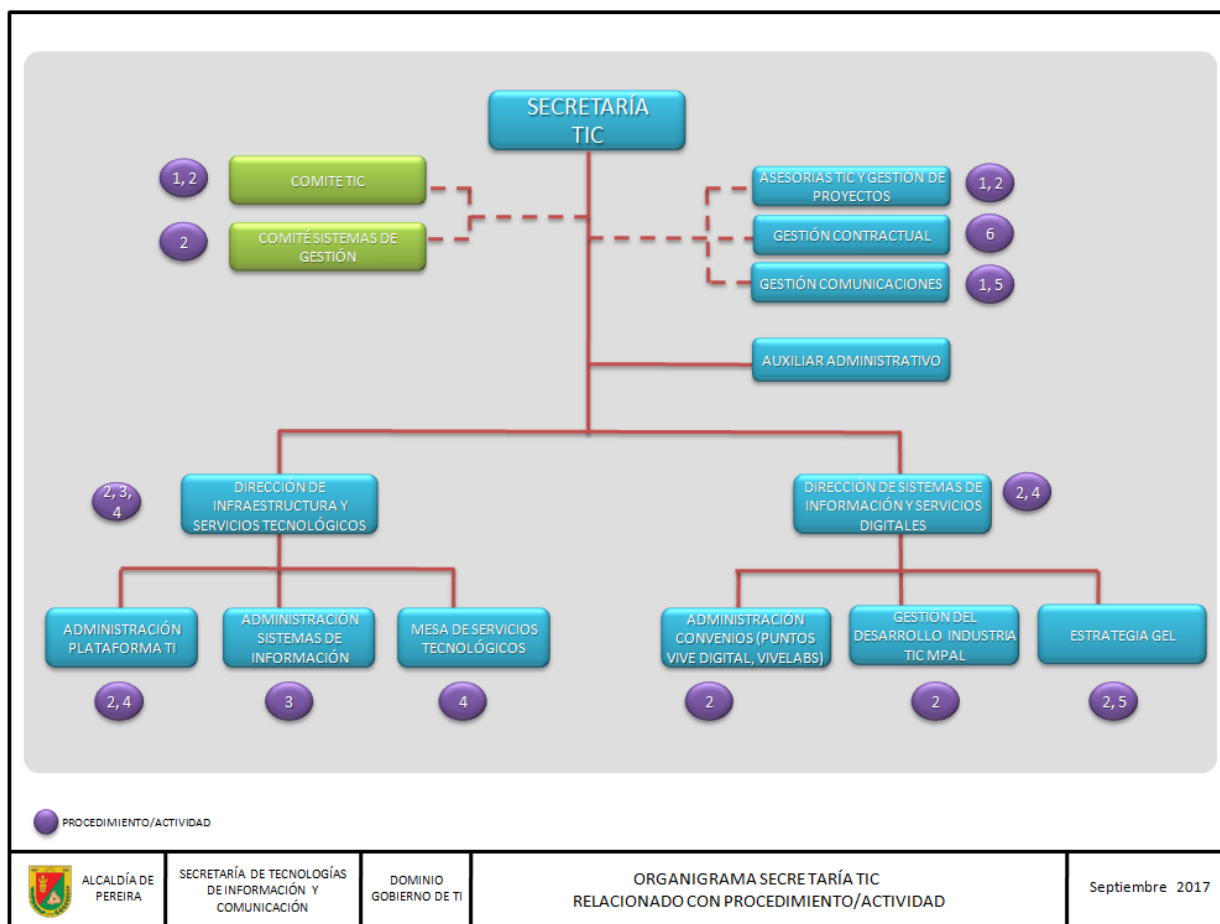 SECRETARÍA
TIC
1, 2
COMITE TIC
2
COMITÉ SISTEMAS DE
GESTIÓN
ASESORIAS TIC Y GESTIÓN DE
PROYECTOS
1, 2
GESTIÓN CONTRACTUAL
6
GESTIÓN COMUNICACIONES
1, 5
AUXILIAR ADMINISTRATIVO
2, 3,
4
DIRECCIÓN DE
INFRAESTRUCTURA Y
SERVICIOS TECNOLÓGICOS
DIRECCIÓN DE SISTEMAS DE
INFORMACIÓN Y SERVICIOS
DIGITALES
2, 4
ADMINISTRACIÓN
PLATAFORMA TI
ADMINISTRACIÓN
SISTEMAS DE
INFORMACIÓN
MESA DE SERVICIOS
TECNOLÓGICOS
ADMINISTRACIÓN
CONVENIOS (PUNTOS
VIVE DIGITAL, VIVELABS)
GESTIÓN DEL
DESARROLLO INDUSTRIA
TIC MPAL
ESTRATEGIA GEL
2, 4
3
4
2
2
2, 5
PROCEDIMIENTO/ACTIVIDAD
ALCALDÍA DE
PEREIRA
SECRETARÍA DE TECNOLOGÍAS
DE INFORMACIÓN Y
COMUNICACIÓN
DOMINIO
GOBIERNO DE TI
ORGANIGRAMA SECRETARÍA TIC
RELACIONADO CON PROCEDIMIENTO/ACTIVIDAD
Septiembre 2017